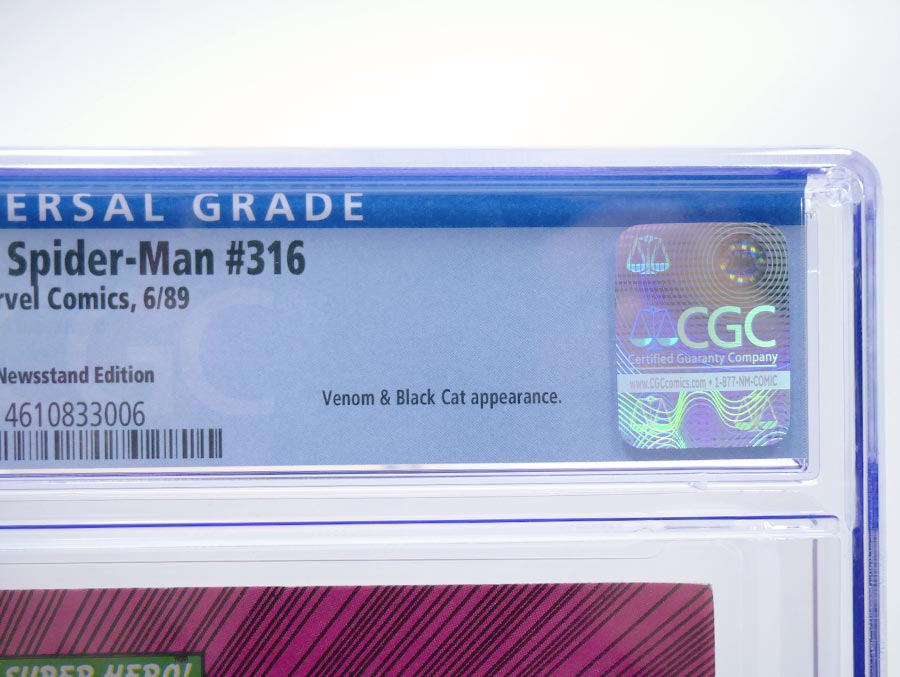 ERSAL GRADE
Spider-Man #316
rvel Comics, 6/89
Newsstand Edition
4610833006
Venom & Black Cat appearance.
CGC
Certified Guaranty Company
www.CGCcomics.com • 1-877-NM-COMIC
CGC
SUPER HERO!